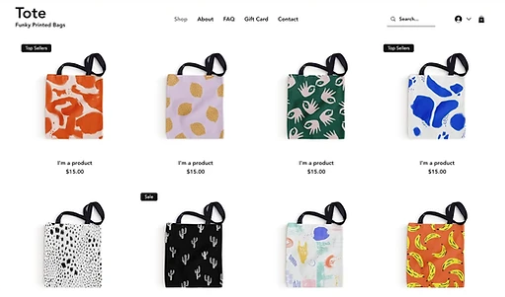 Tote
Funky Printed Bags
Shop About FAQ Gift Card Contact
Search...
Top Sellers
Top Sellers
I'm a product
$15.00
I'm a product
$15.00
I'm a product
$15.00
I'm a product
$15.00
Sale